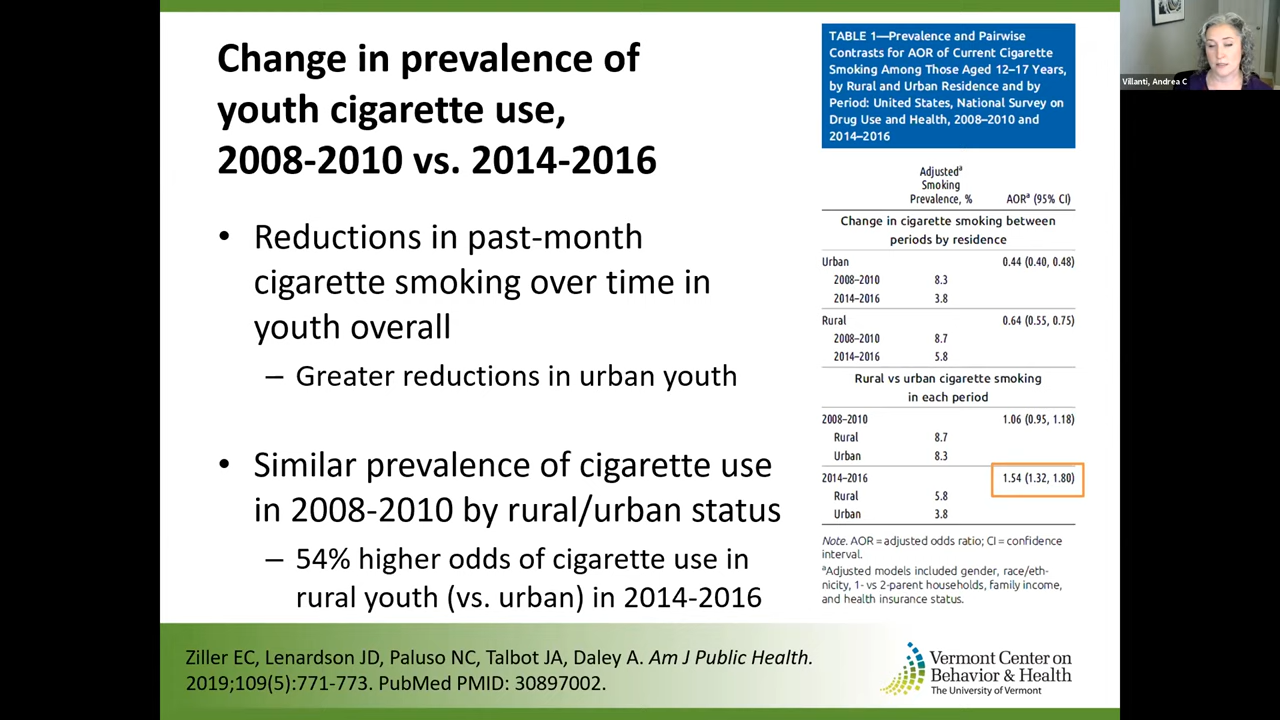 Change in prevalence of
youth cigarette use,
2008-2010 vs. 2014-2016
• Reductions in past-month
cigarette smoking over time in
youth overall
– Greater reductions in urban youth
• Similar prevalence of cigarette use
in 2008-2010 by rural/urban status
– 54% higher odds of cigarette use in
rural youth (vs. urban) in 2014-2016
TABLE 1—Prevalence and Pairwise
Contrasts for AOR of Current Cigarette
Smoking Among Those Aged 12–17 Years,
by Rural and Urban Residence and by
Period: United States, National Survey on
Drug Use and Health, 2008–2010 and
2014–2016
Adjustedᵃ
Smoking
Prevalence, % AORᵃ (95% CI)
Change in cigarette smoking between
periods by residence
Urban 0.44 (0.40, 0.48)
2008–2010 8.3
2014–2016 3.8
Rural 0.64 (0.55, 0.75)
2008–2010 8.7
2014–2016 5.8
Rural vs urban cigarette smoking
in each period
2008–2010 1.06 (0.95, 1.18)
Rural 8.7
Urban 8.3
2014–2016 1.54 (1.32, 1.80)
Rural 5.8
Urban 3.8
Note. AOR = adjusted odds ratio; CI = confidence
interval.
ᵃAdjusted models included gender, race/eth-
nicity, 1- vs 2-parent households, family income,
and health insurance status.
Ziller EC, Lenardson JD, Paluso NC, Talbot JA, Daley A. Am J Public Health.
2019;109(5):771-773. PubMed PMID: 30897002.
Vermont Center on
Behavior & Health
The University of Vermont
Villanti, Andrea C